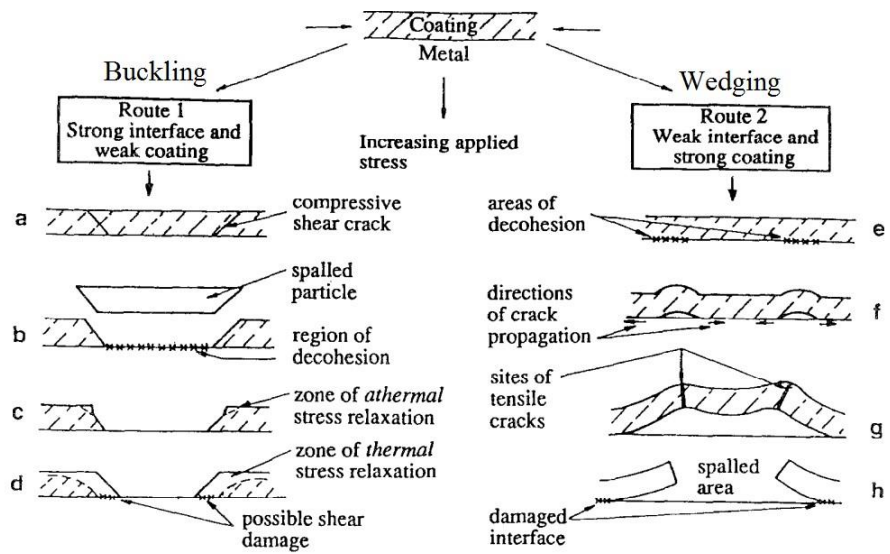 Coating
Metal
Buckling
Wedging
Route 1
Strong interface and
weak coating
Increasing applied
stress
Route 2
Weak interface and
strong coating
a
compressive
shear crack
spalled
particle
b
region of
decohesion
c
zone of athermal
stress relaxation
d
zone of thermal
stress relaxation
possible shear
damage
areas of
decohesion
e
directions
of crack
propagation
f
sites of
tensile
cracks
g
spalled
area
h
damaged
interface